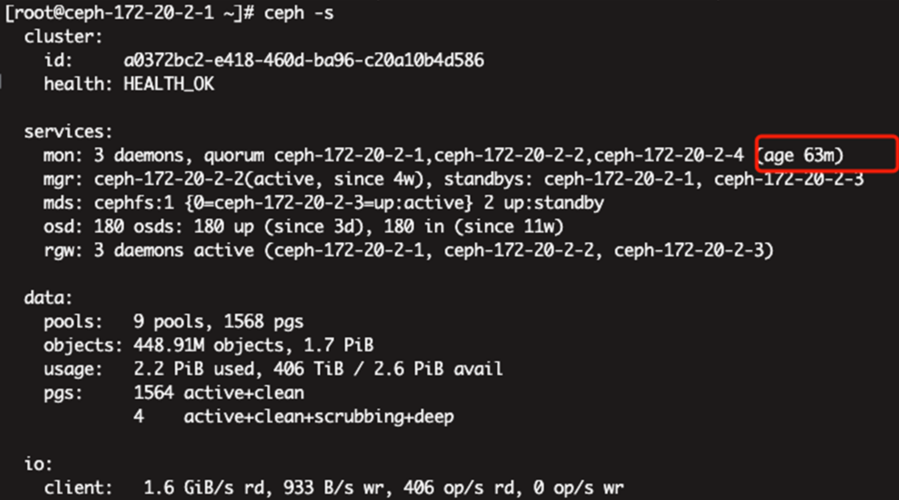 [root@ceph-172-20-2-1 ~]# ceph -s
  cluster:
    id:     a0372bc2-e418-460d-ba96-c20a10b4d586
    health: HEALTH_OK

  services:
    mon: 3 daemons, quorum ceph-172-20-2-1,ceph-172-20-2-2,ceph-172-20-2-4 (age 63m)
    mgr: ceph-172-20-2-2(active, since 4w), standbys: ceph-172-20-2-1, ceph-172-20-2-3
    mds: cephfs:1 {0=ceph-172-20-2-3=up:active} 2 up:standby
    osd: 180 osds: 180 up (since 3d), 180 in (since 11w)
    rgw: 3 daemons active (ceph-172-20-2-1, ceph-172-20-2-2, ceph-172-20-2-3)

  data:
    pools:   9 pools, 1568 pgs
    objects: 448.91M objects, 1.7 PiB
    usage:   2.2 PiB used, 406 TiB / 2.6 PiB avail
    pgs:     1564 active+clean
             4    active+clean+scrubbing+deep

  io:
    client:   1.6 GiB/s rd, 933 B/s wr, 406 op/s rd, 0 op/s wr